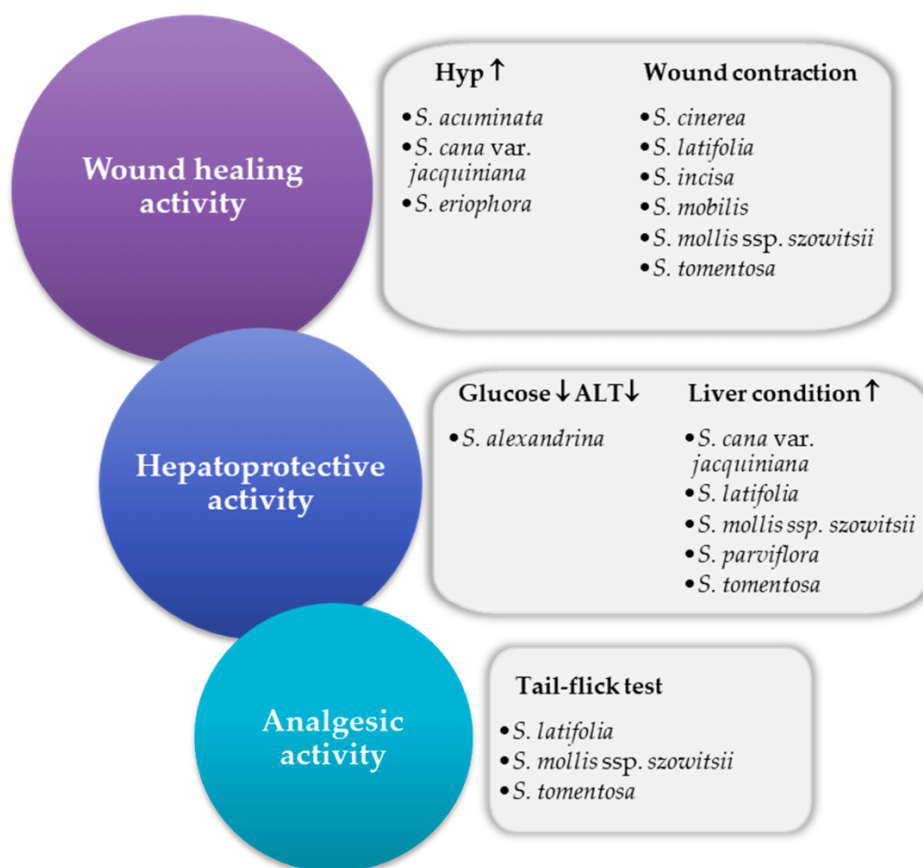 Wound healing
activity
Hyp ↑
• S. acuminata
• S. cana var.
jacquiniana
• S. eriophora
Wound contraction
• S. cinerea
• S. latifolia
• S. incisa
• S. mobilis
• S. mollis ssp. szowitsii
• S. tomentosa
Hepatoprotective
activity
Glucose ↓ ALT↓
• S. alexandrina
Liver condition ↑
• S. cana var.
jacquiniana
• S. latifolia
• S. mollis ssp. szowitsii
• S. parviflora
• S. tomentosa
Analgesic
activity
Tail-flick test
• S. latifolia
• S. mollis ssp. szowitsii
• S. tomentosa